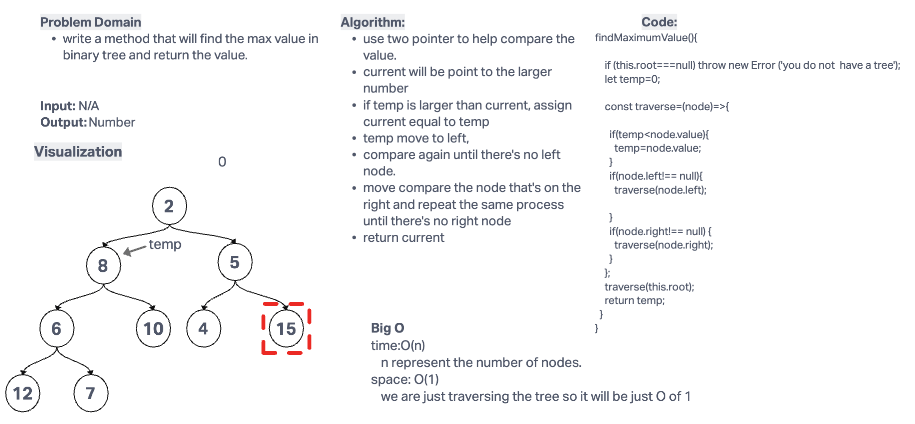 Problem Domain
• write a method that will find the max value in
binary tree and return the value.
Input: N/A
Output: Number
Visualization
0
2
temp
8
5
6
10
4
15
12
7
Algorithm:
• use two pointer to help compare the
value.
• current will be point to the larger
number
• if temp is larger than current, assign
current equal to temp
• temp move to left,
• compare again until there's no left
node.
• move compare the node that's on the
right and repeat the same process
until there's no right node
• return current
Big O
time:O(n)
n represent the number of nodes.
space: O(1)
we are just traversing the tree so it will be just O of 1
Code:
findMaximumValue(){
if (this.root===null) throw new Error ('you do not have a tree');
let temp=0;
const traverse=(node)=>{
if(temp<node.value){
temp=node.value;
}
if(node.left!== null){
traverse(node.left);
}
if(node.right!== null) {
traverse(node.right);
}
};
traverse(this.root);
return temp;
}
}